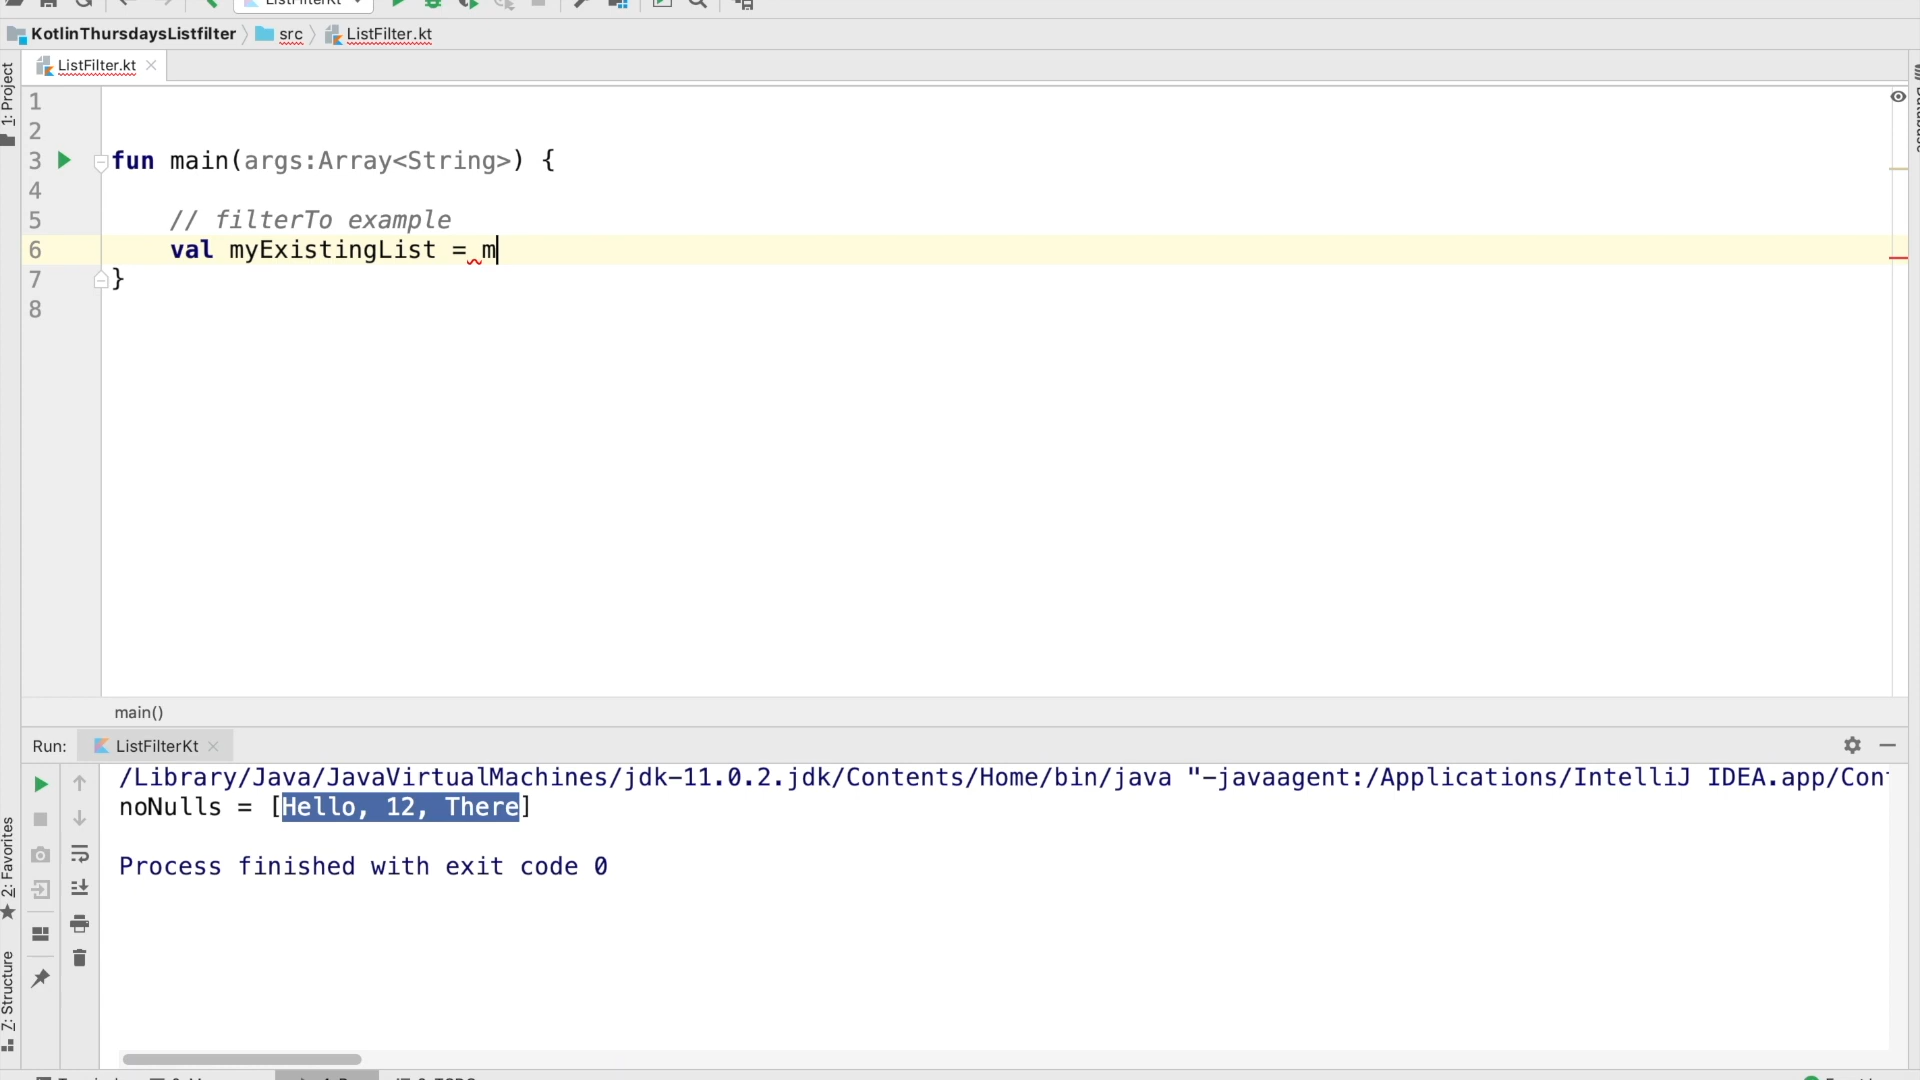 KotlinThursdaysListfilter src ListFilter.kt
ListFilter.kt
1: Project
1
2
3 fun main(args:Array<String>) {
4
5 // filterTo example
6 val myExistingList = m
7 }
8
main()
Run: ListFilterKt
/Library/Java/JavaVirtualMachines/jdk-11.0.2.jdk/Contents/Home/bin/java "-javaagent:/Applications/IntelliJ IDEA.app/Con
noNulls = [Hello, 12, There]
Process finished with exit code 0
2: Favorites
7: Structure